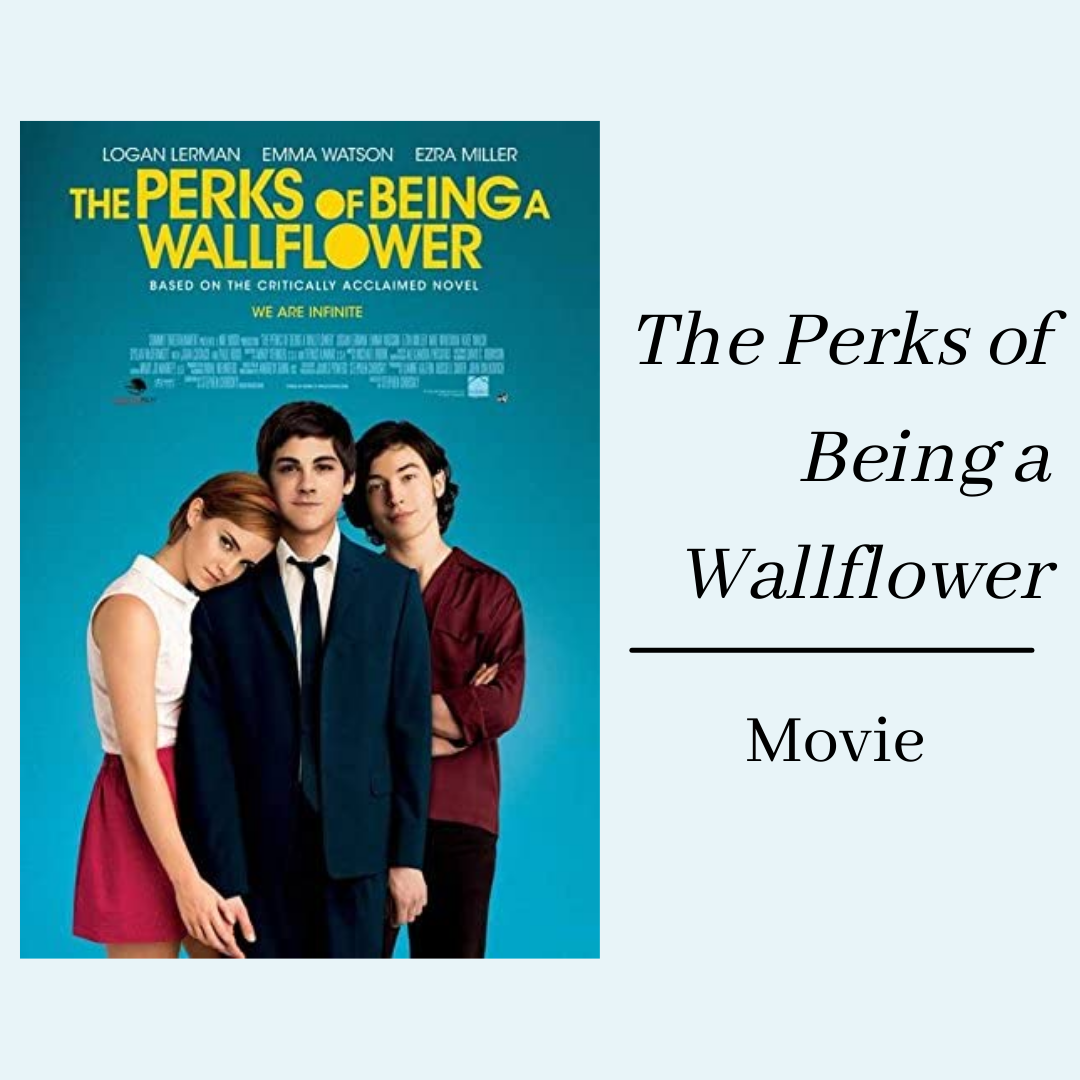 LOGAN LERMAN EMMA WATSON EZRA MILLER
THE PERKS OF BEING A
WALLFLOWER
BASED ON THE CRITICALLY ACCLAIMED NOVEL
WE ARE INFINITE
The Perks of
Being a
Wallflower
Movie